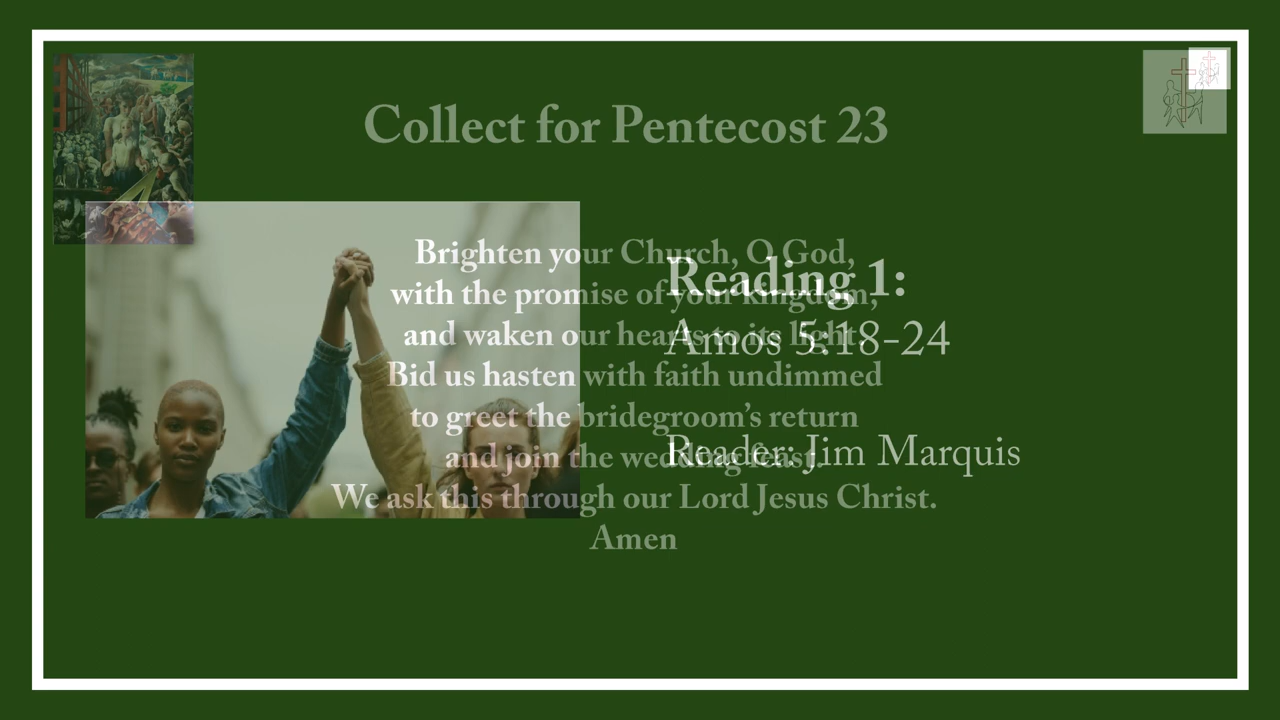 Collect for Pentecost 23
Brighten your Church, O God,
with the promise of your kingdom,
and waken our hearts to its light.
Bid us hasten with faith undimmed
to greet the bridegroom's return
and join the wedding feast.
We ask this through our Lord Jesus Christ.
Amen
Reading 1:
Amos 5:18-24
Reader: Jim Marquis